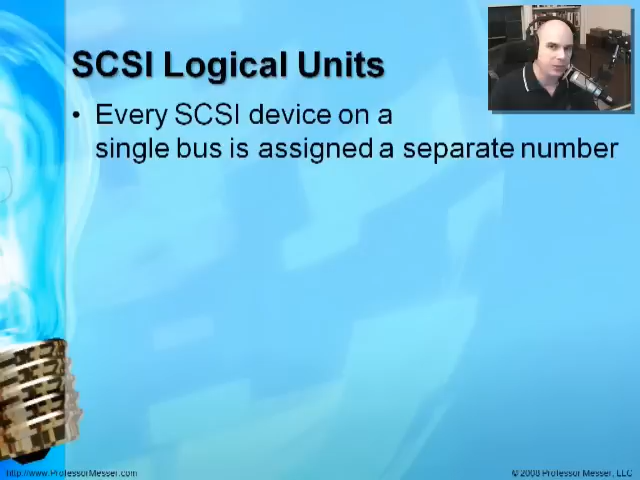 SCSI Logical Units
• Every SCSI device on a
single bus is assigned a separate number
http://www.ProfessorMesser.com
© 2008 Professor Messer, LLC